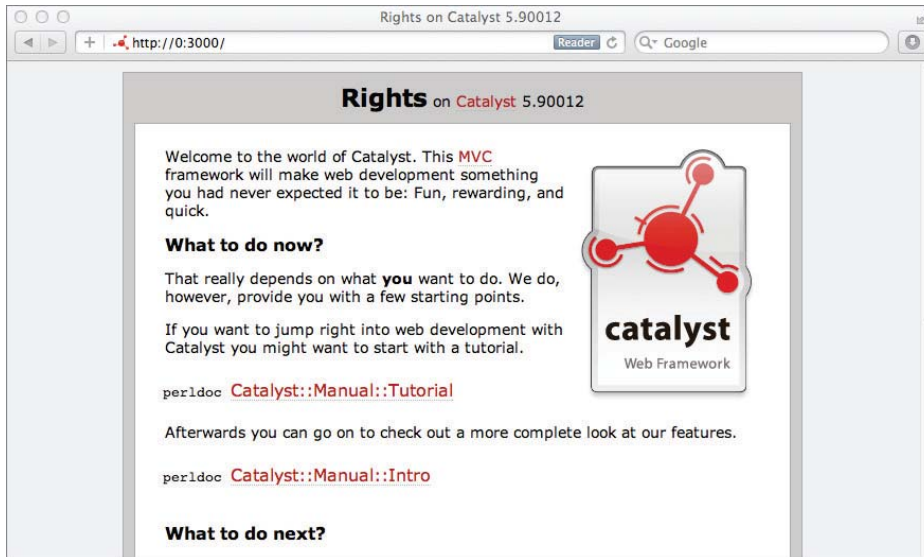 Rights on Catalyst 5.90012
http://0:3000/
Reader
Google
Rights on Catalyst 5.90012
Welcome to the world of Catalyst. This MVC
framework will make web development something
you had never expected it to be: Fun, rewarding, and
quick.
What to do now?
That really depends on what you want to do. We do,
however, provide you with a few starting points.
If you want to jump right into web development with
Catalyst you might want to start with a tutorial.
perldoc Catalyst::Manual::Tutorial
Afterwards you can go on to check out a more complete look at our features.
perldoc Catalyst::Manual::Intro
What to do next?
catalyst
Web Framework